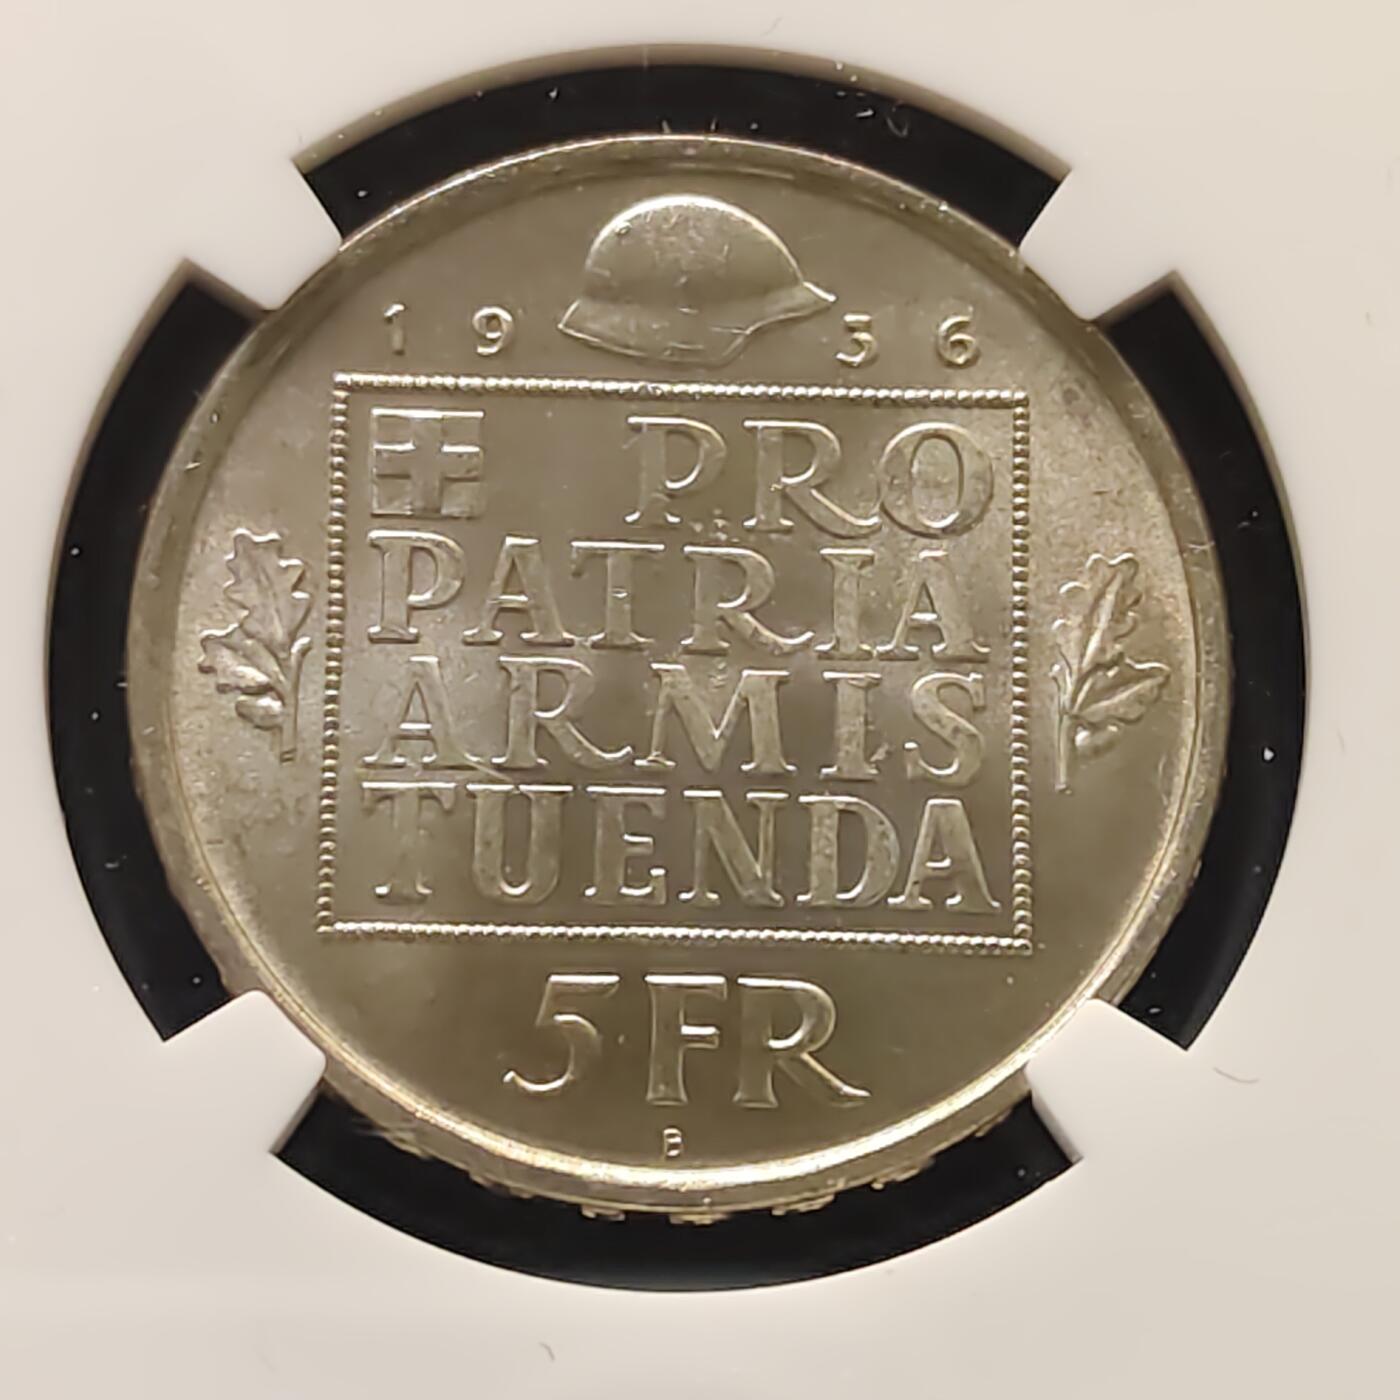 1936
PRO
PATRIA
ARMIS
TUENDA
5 FR
B